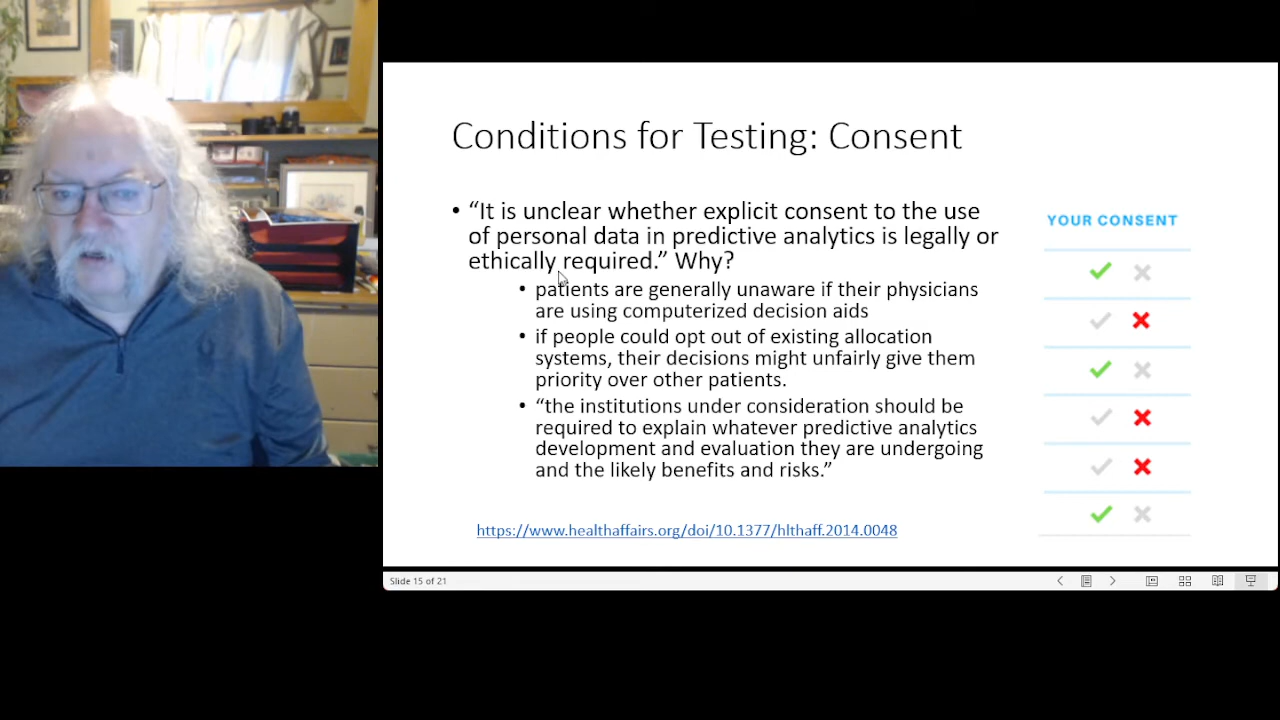 Conditions for Testing: Consent
• “It is unclear whether explicit consent to the use
of personal data in predictive analytics is legally or
ethically required.” Why?
• patients are generally unaware if their physicians
are using computerized decision aids
• if people could opt out of existing allocation
systems, their decisions might unfairly give them
priority over other patients.
• “the institutions under consideration should be
required to explain whatever predictive analytics
development and evaluation they are undergoing
and the likely benefits and risks.”
https://www.healthaffairs.org/doi/10.1377/hlthaff.2014.0048
YOUR CONSENT
Slide 15 of 21